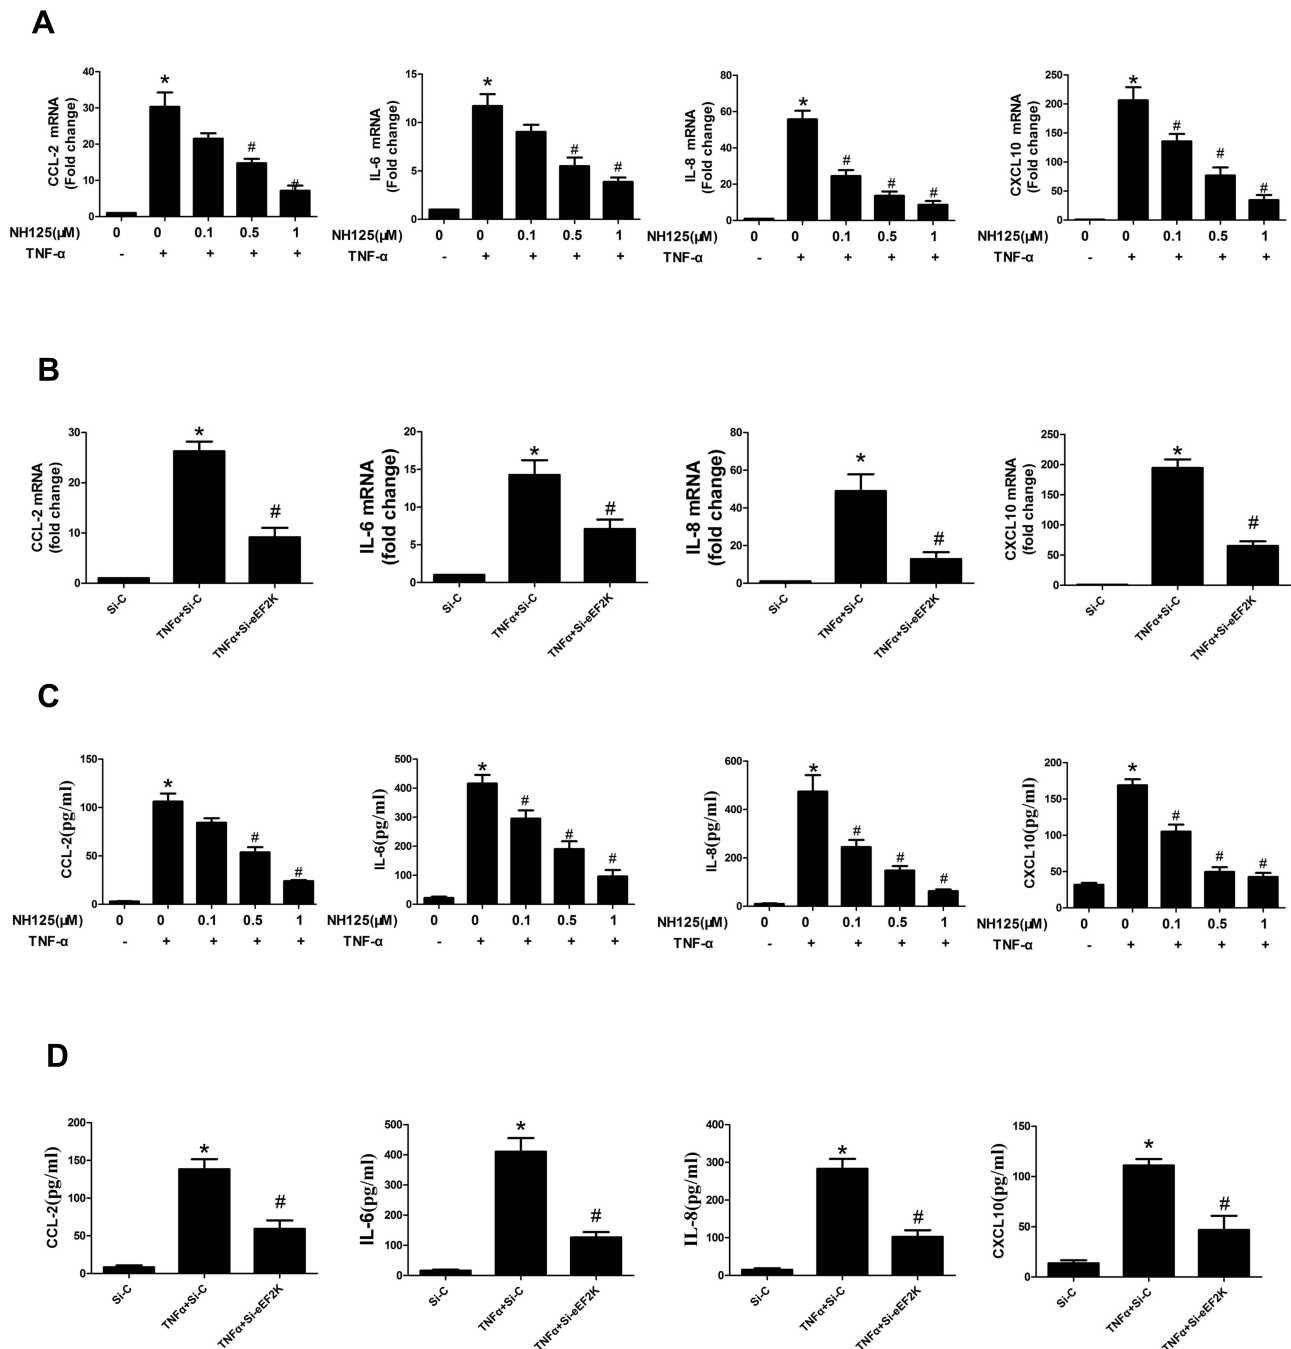 A
CCL-2 mRNA
(Fold change)
40
30
20
10
0
*
#
#
NH125(μM) 0 0 0.1 0.5 1
TNF-α - + + + +
IL-6 mRNA
(Fold change)
15
10
5
0
*
#
#
NH125(μM) 0 0 0.1 0.5 1
TNF-α - + + + +
IL-8 mRNA
(Fold change)
80
60
40
20
0
*
#
#
#
NH125(μM) 0 0 0.1 0.5 1
TNF-α - + + + +
CXCL10 mRNA
(Fold change)
250
200
150
100
50
0
*
#
#
#
NH125(μM) 0 0 0.1 0.5 1
TNF-α - + + + +
B
CCL-2 mRNA
(fold change)
30
20
10
0
*
#
Si-C
TNFα+Si-C
TNFα+Si-eEF2K
IL-6 mRNA
(fold change)
20
15
10
5
0
*
#
Si-C
TNFα+Si-C
TNFα+Si-eEF2K
IL-8 mRNA
(fold change)
80
60
40
20
0
*
#
Si-C
TNFα+Si-C
TNFα+Si-eEF2K
CXCL10 mRNA
(fold change)
250
200
150
100
50
0
*
#
Si-C
TNFα+Si-C
TNFα+Si-eEF2K
C
CCL-2(pg/ml)
150
100
50
0
*
#
#
NH125(μM) 0 0 0.1 0.5 1
TNF-α - + + + +
IL-6(pg/ml)
500
400
300
200
100
0
*
#
#
#
NH125(μM) 0 0 0.1 0.5 1
TNF-α - + + + +
IL-8(pg/ml)
600
400
200
0
*
#
#
#
NH125(μM) 0 0 0.1 0.5 1
TNF-α - + + + +
CXCL10(pg/ml)
200
150
100
50
0
*
#
#
#
NH125(μM) 0 0 0.1 0.5 1
TNF-α - + + + +
D
CCL-2(pg/ml)
200
150
100
50
0
*
#
Si-C
TNFα+Si-C
TNFα+Si-eEF2K
IL-6(pg/ml)
500
400
300
200
100
0
*
#
Si-C
TNFα+Si-C
TNFα+Si-eEF2K
IL-8(pg/ml)
400
300
200
100
0
*
#
Si-C
TNFα+Si-C
TNFα+Si-eEF2K
CXCL10(pg/ml)
150
100
50
0
*
#
Si-C
TNFα+Si-C
TNFα+Si-eEF2K